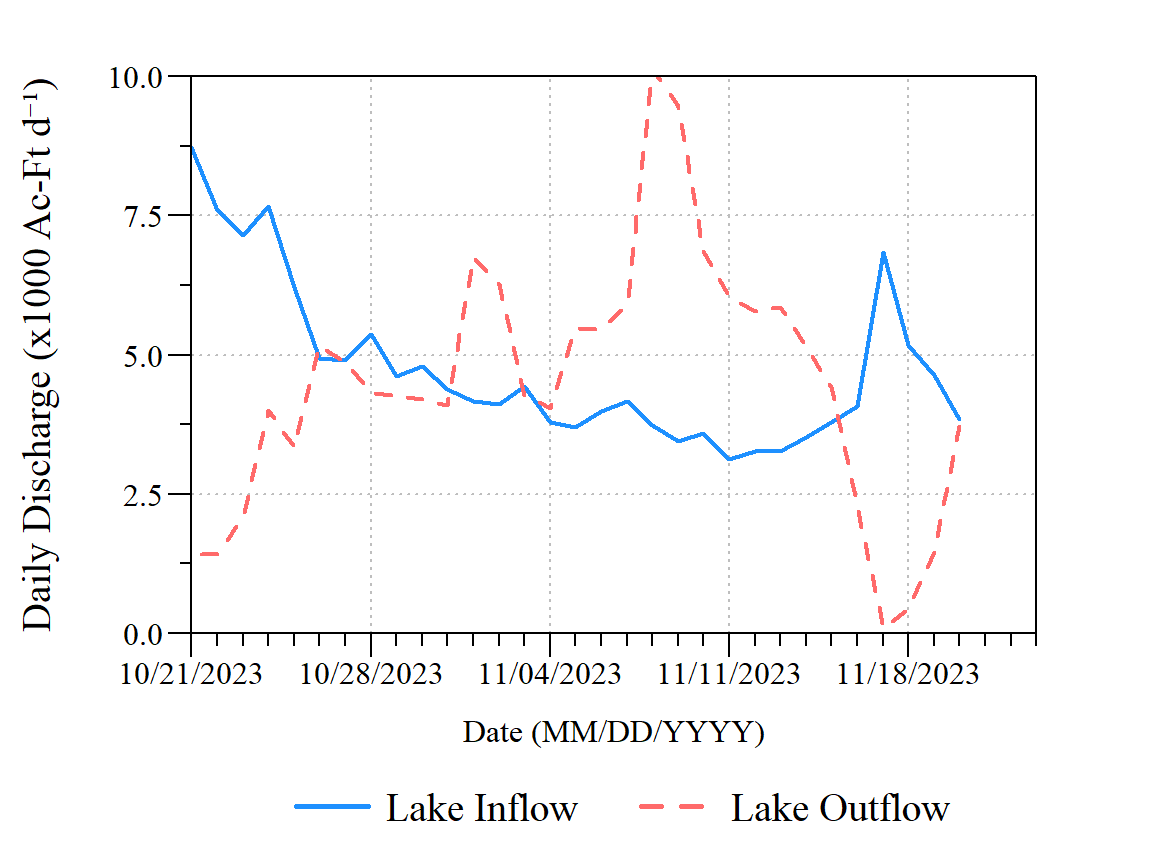 Daily Discharge (x1000 Ac-Ft d⁻¹)
10.0
7.5
5.0
2.5
0.0
10/21/2023 10/28/2023 11/04/2023 11/11/2023 11/18/2023
Date (MM/DD/YYYY)
Lake Inflow Lake Outflow